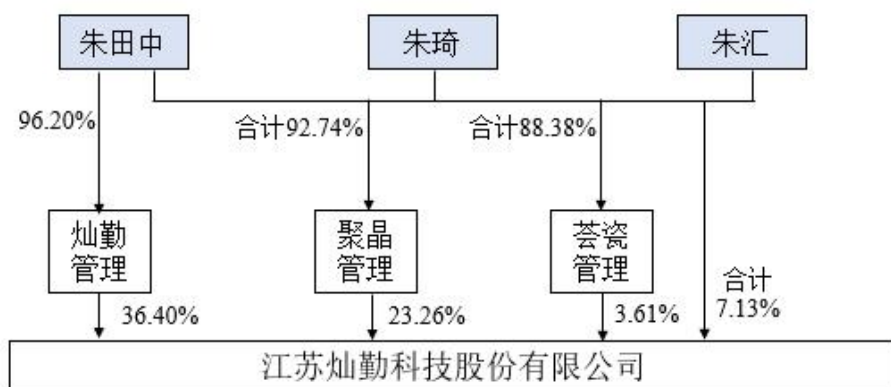 朱田中
朱琦
朱汇
96.20%
合计92.74%
合计88.38%
灿勤
管理
聚晶
管理
荟瓷
管理
合计
7.13%
36.40%
23.26%
3.61%
江苏灿勤科技股份有限公司